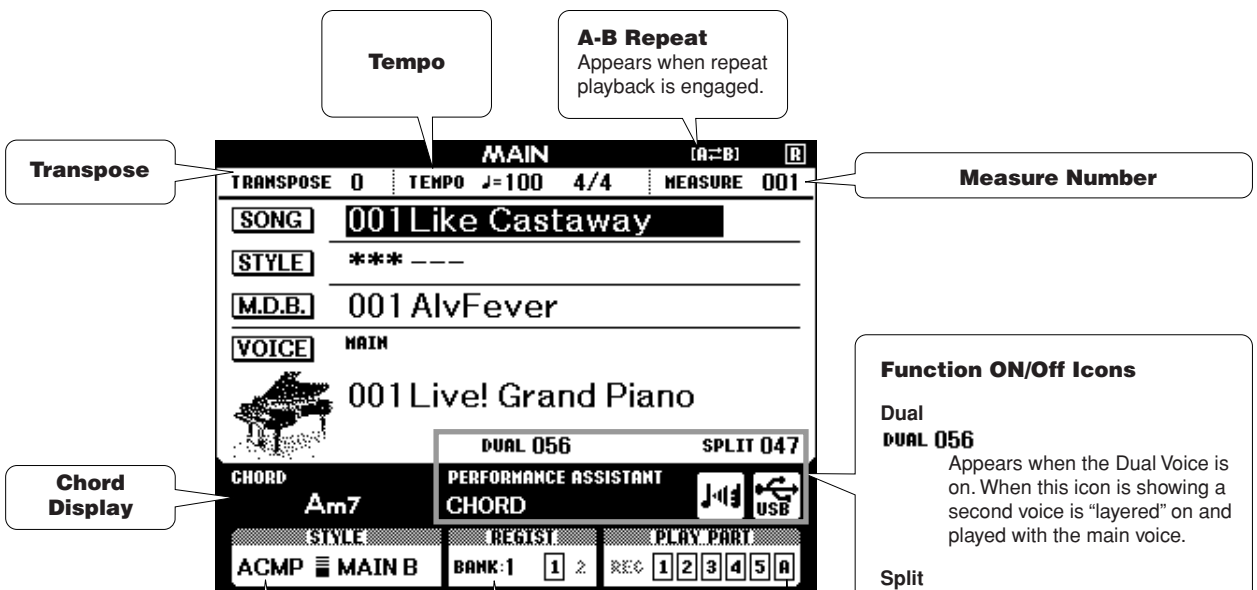 Tempo
A-B Repeat
Appears when repeat
playback is engaged.
Transpose
MAIN [A⇄B] R
TRANSPOSE 0 TEMPO ♩=100 4/4 MEASURE 001
Measure Number
SONG 001 Like Castaway
STYLE *** ---
M.D.B. 001 AlvFever
VOICE MAIN
001 Live! Grand Piano
DUAL 056 SPLIT 047
Chord
Display
CHORD
Am7
PERFORMANCE ASSISTANT
CHORD
USB
STYLE REGIST PLAY PART
ACMP MAIN B BANK:1 1 2 REC 1 2 3 4 5 A
Function ON/Off Icons
Dual
DUAL 056
Appears when the Dual Voice is
on. When this icon is showing a
second voice is “layered” on and
played with the main voice.
Split